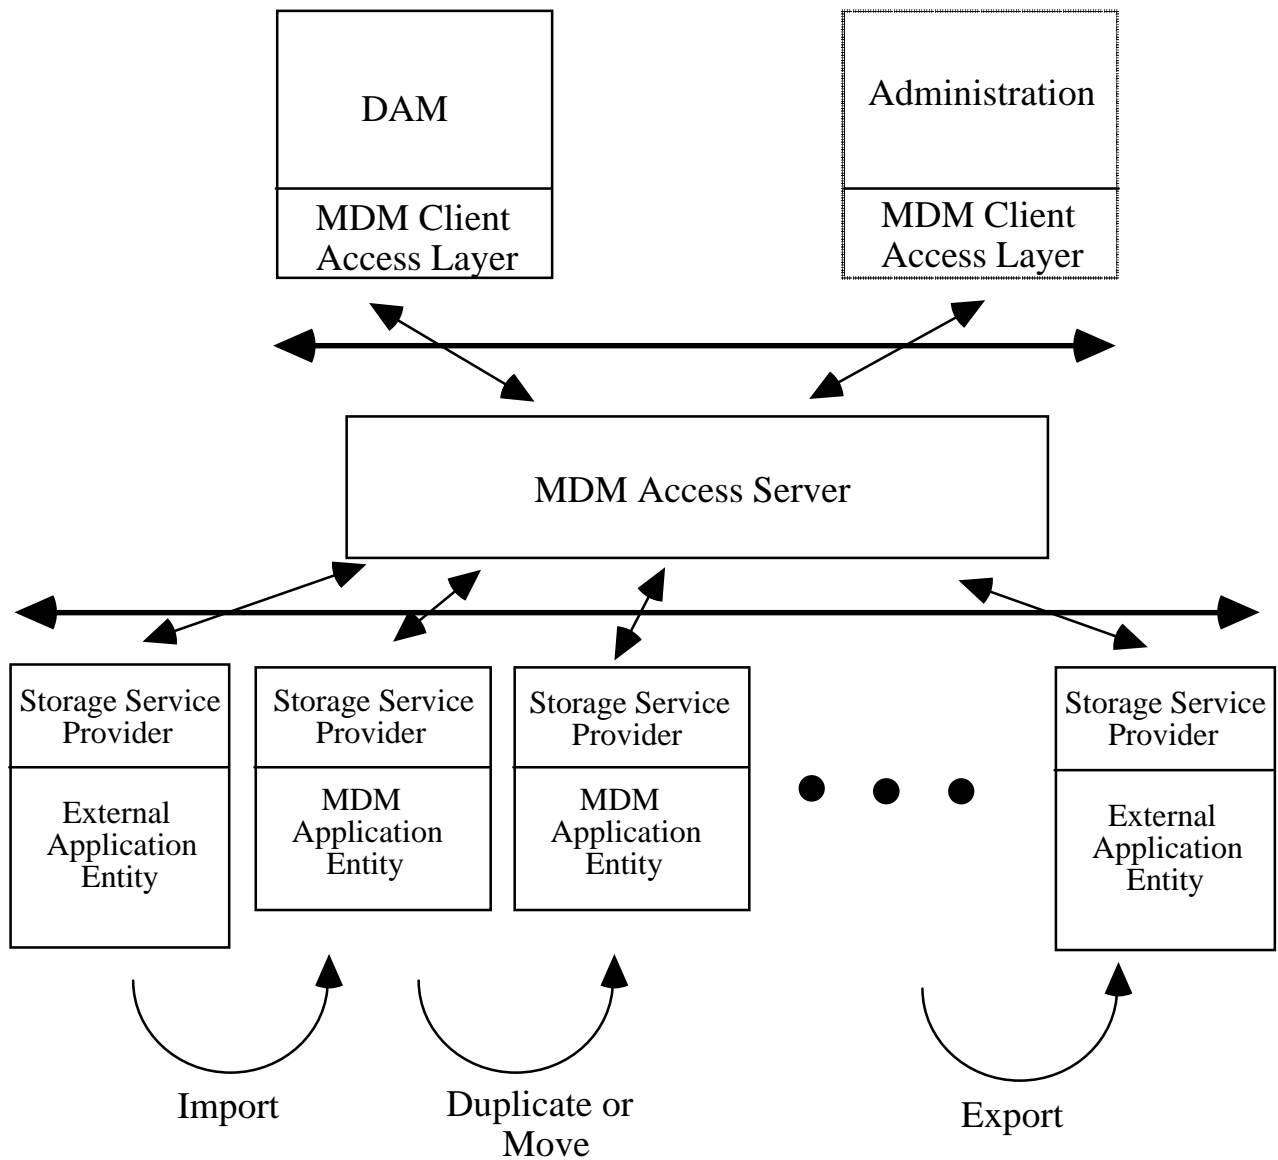 DAM
MDM Client
Access Layer
Administration
MDM Client
Access Layer
MDM Access Server
Storage Service
Provider
External
Application
Entity
Storage Service
Provider
MDM
Application
Entity
Storage Service
Provider
MDM
Application
Entity
Storage Service
Provider
External
Application
Entity
Import
Duplicate or
Move
Export